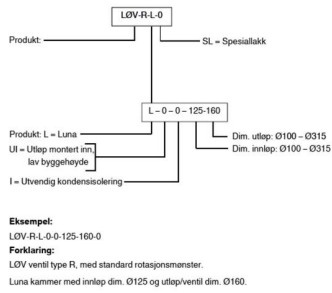 LØV-R-L-0
Produkt:
SL = Spesiallakk
L – 0 – 0 – 125-160
Produkt: L = Luna
Dim. utløp: Ø100 – Ø315
UI = Utløp montert inn,
lav byggehøyde
Dim. innløp: Ø100 – Ø315
I = Utvendig kondensisolering
Eksempel:
LØV-R-L-0-0-125-160-0
Forklaring:
LØV ventil type R, med standard rotasjonsmønster.
Luna kammer med innløp dim. Ø125 og utløp/ventil dim. Ø160.